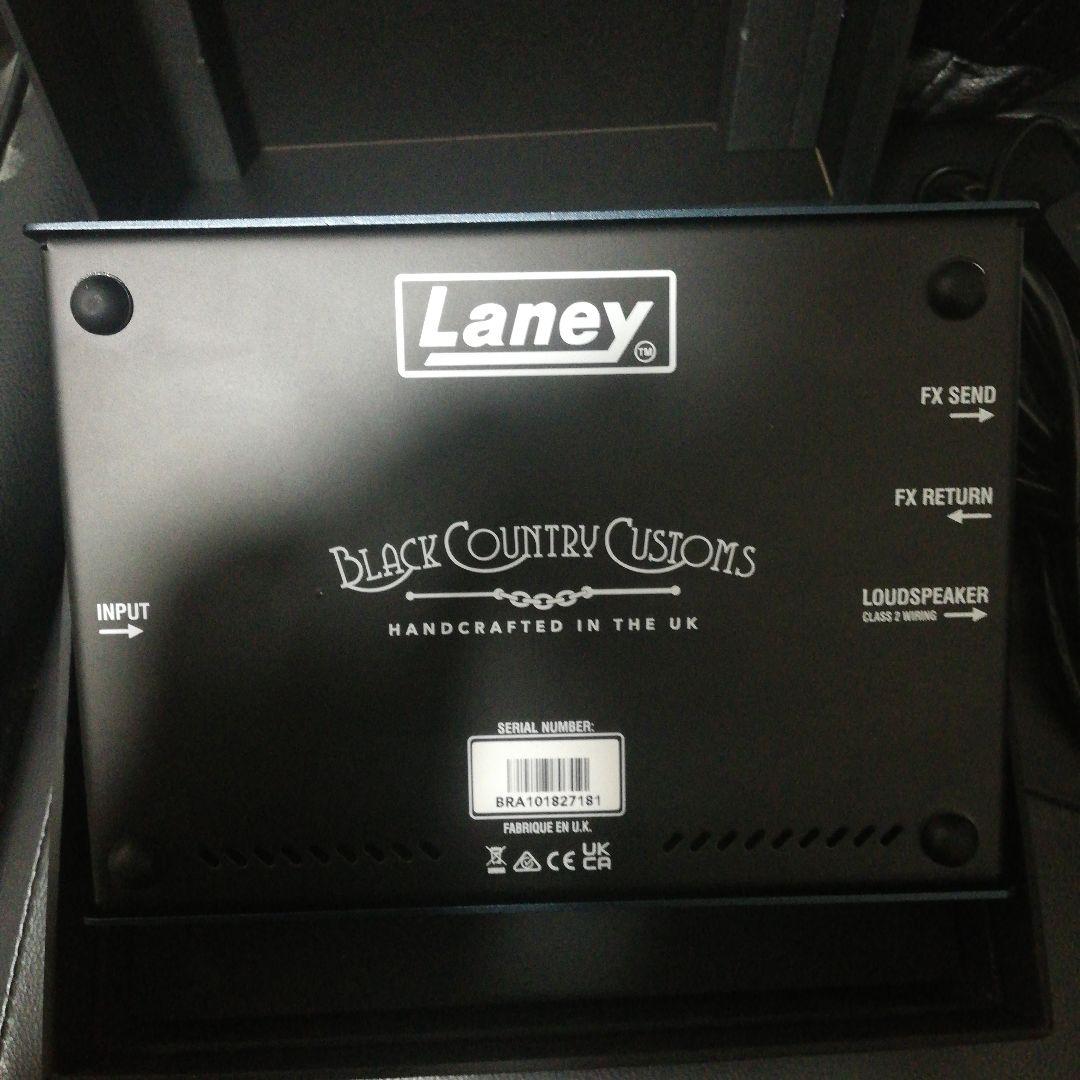 Laney
TM
FX SEND
FX RETURN
BLACK COUNTRY CUSTOMS
HANDCRAFTED IN THE UK
INPUT
LOUDSPEAKER
CLASS 2 WIRING
SERIAL NUMBER:
BRA101827181
FABRIQUE EN U.K.
CE
UK
CA